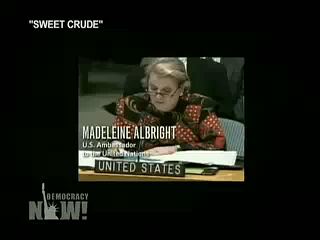 "SWEET CRUDE"
MADELEINE ALBRIGHT
U.S. Ambassador
to the United Nations
UNITED STATES
DEMOCRACY
NOW!